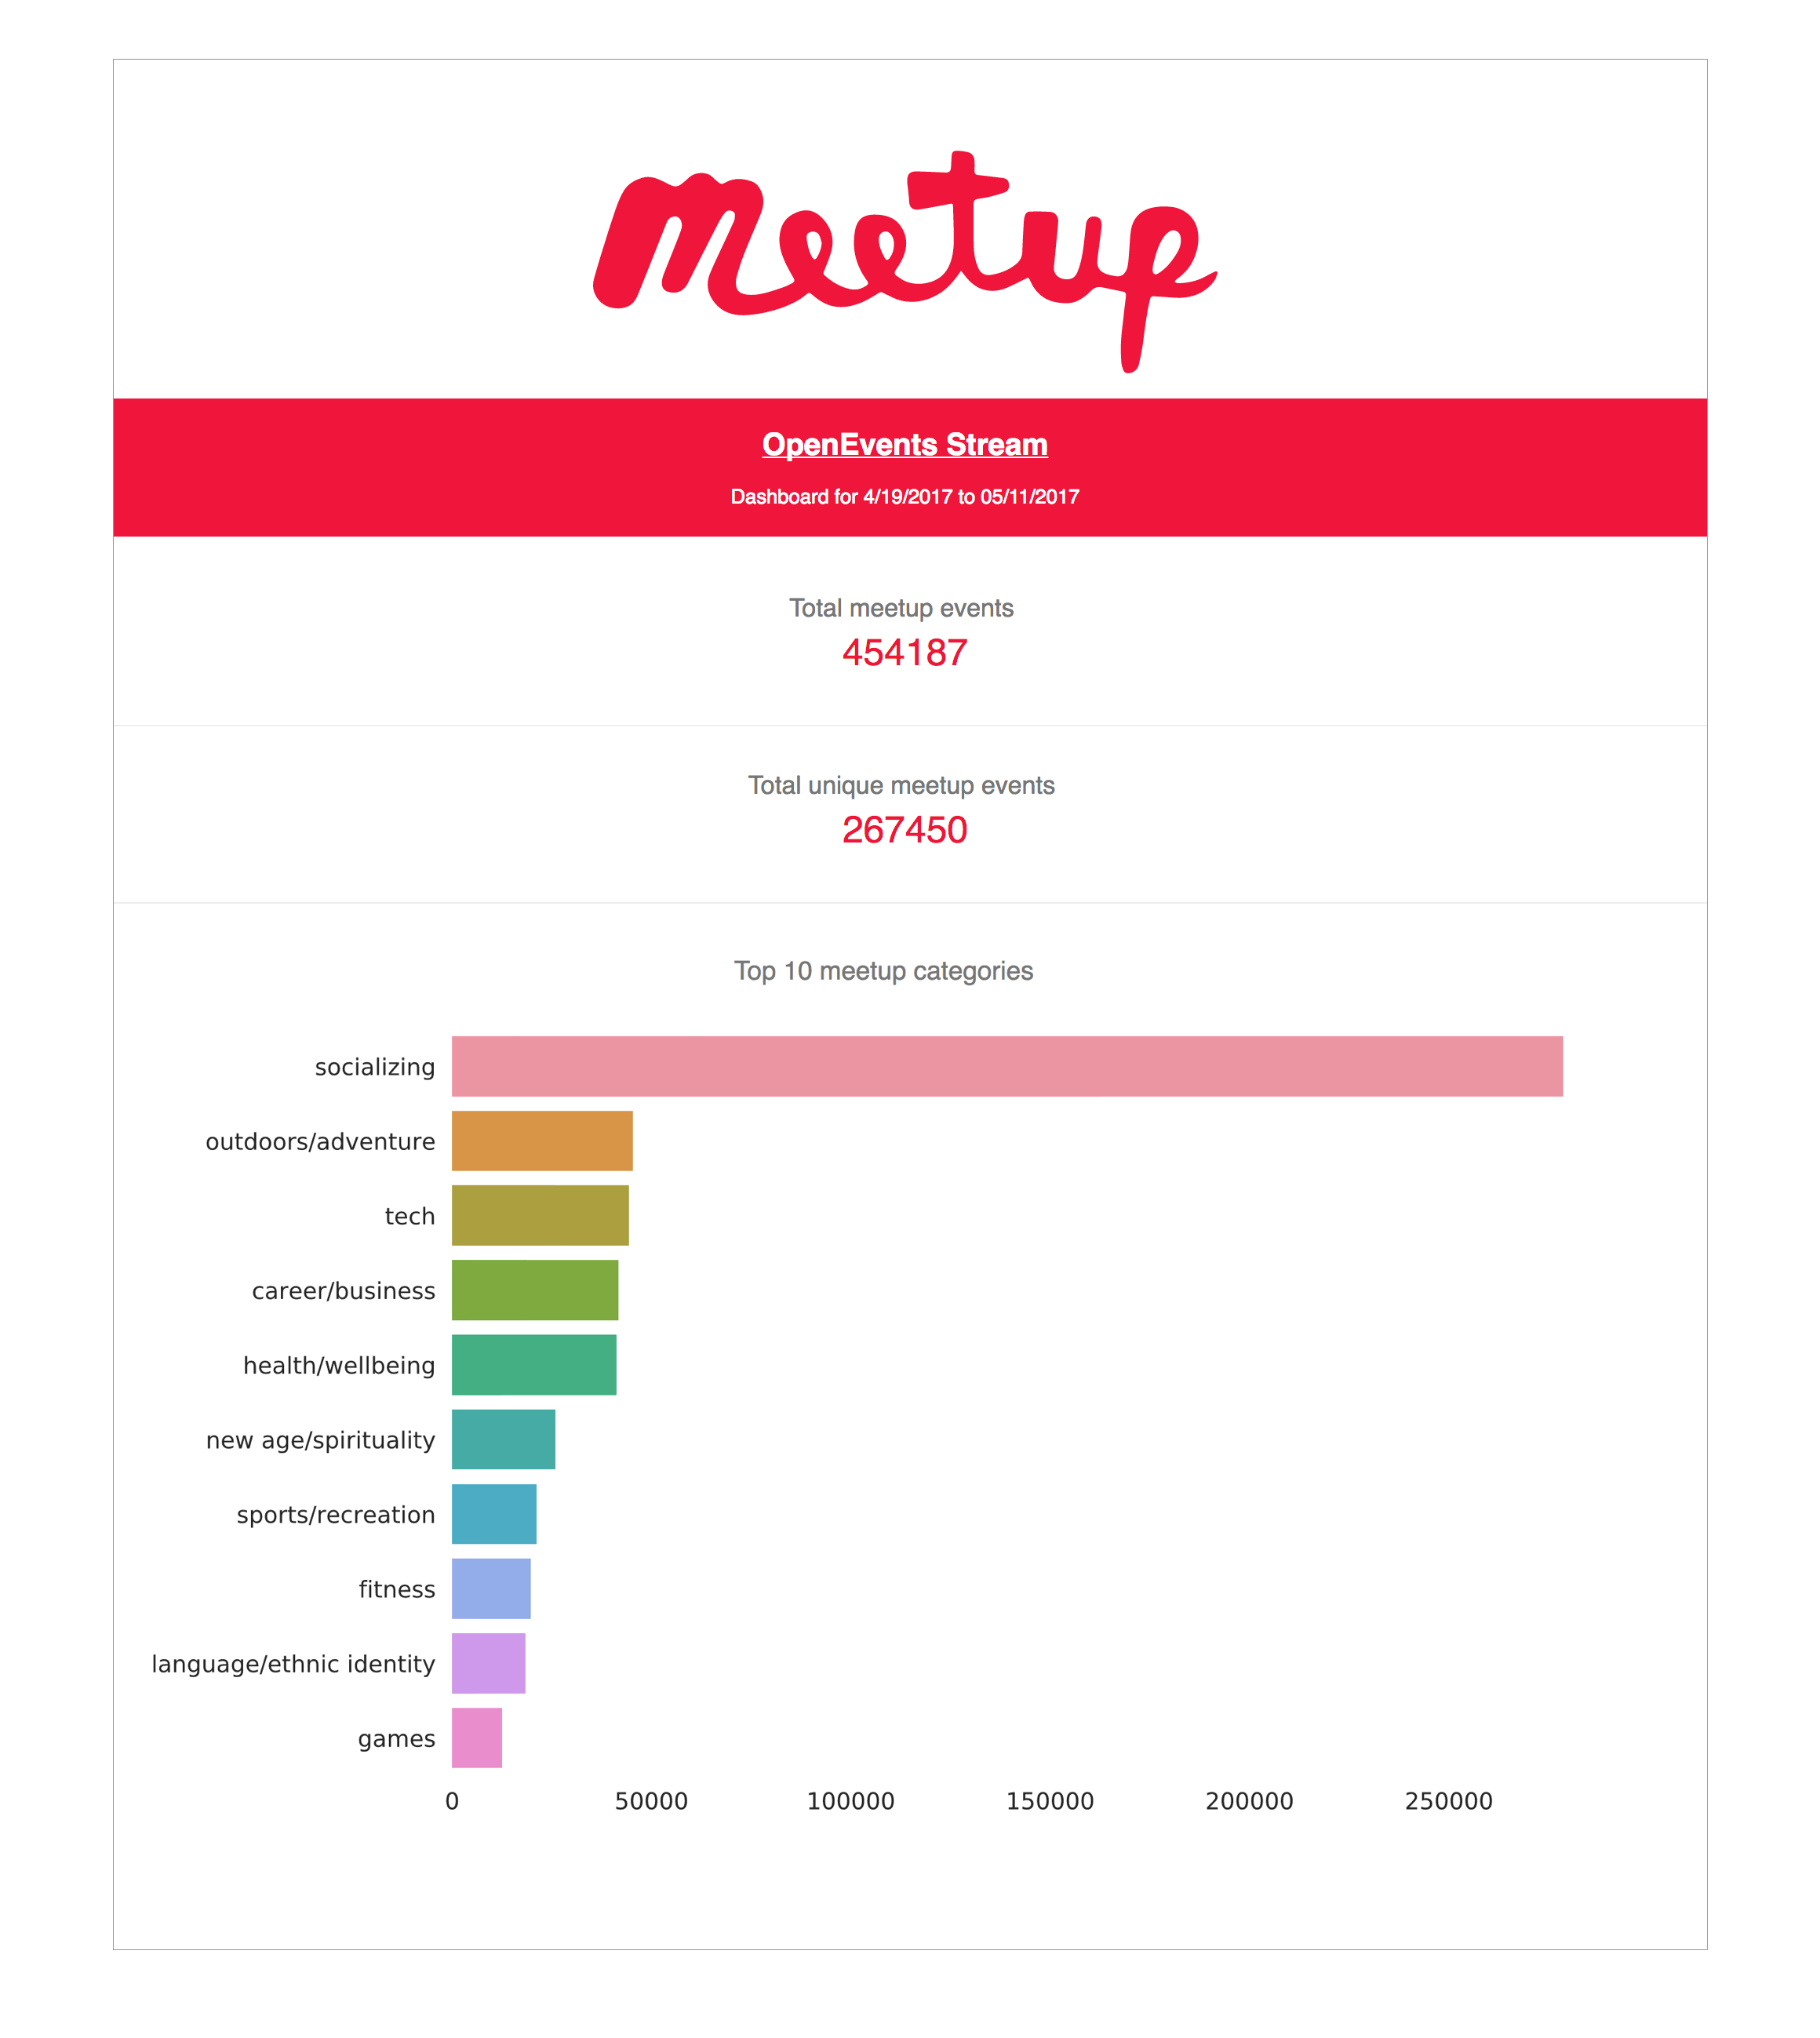 Meetup
OpenEvents Stream
Dashboard for 4/19/2017 to 05/11/2017
Total meetup events
454187
Total unique meetup events
267450
Top 10 meetup categories
socializing
outdoors/adventure
tech
career/business
health/wellbeing
new age/spirituality
sports/recreation
fitness
language/ethnic identity
games
0 50000 100000 150000 200000 250000